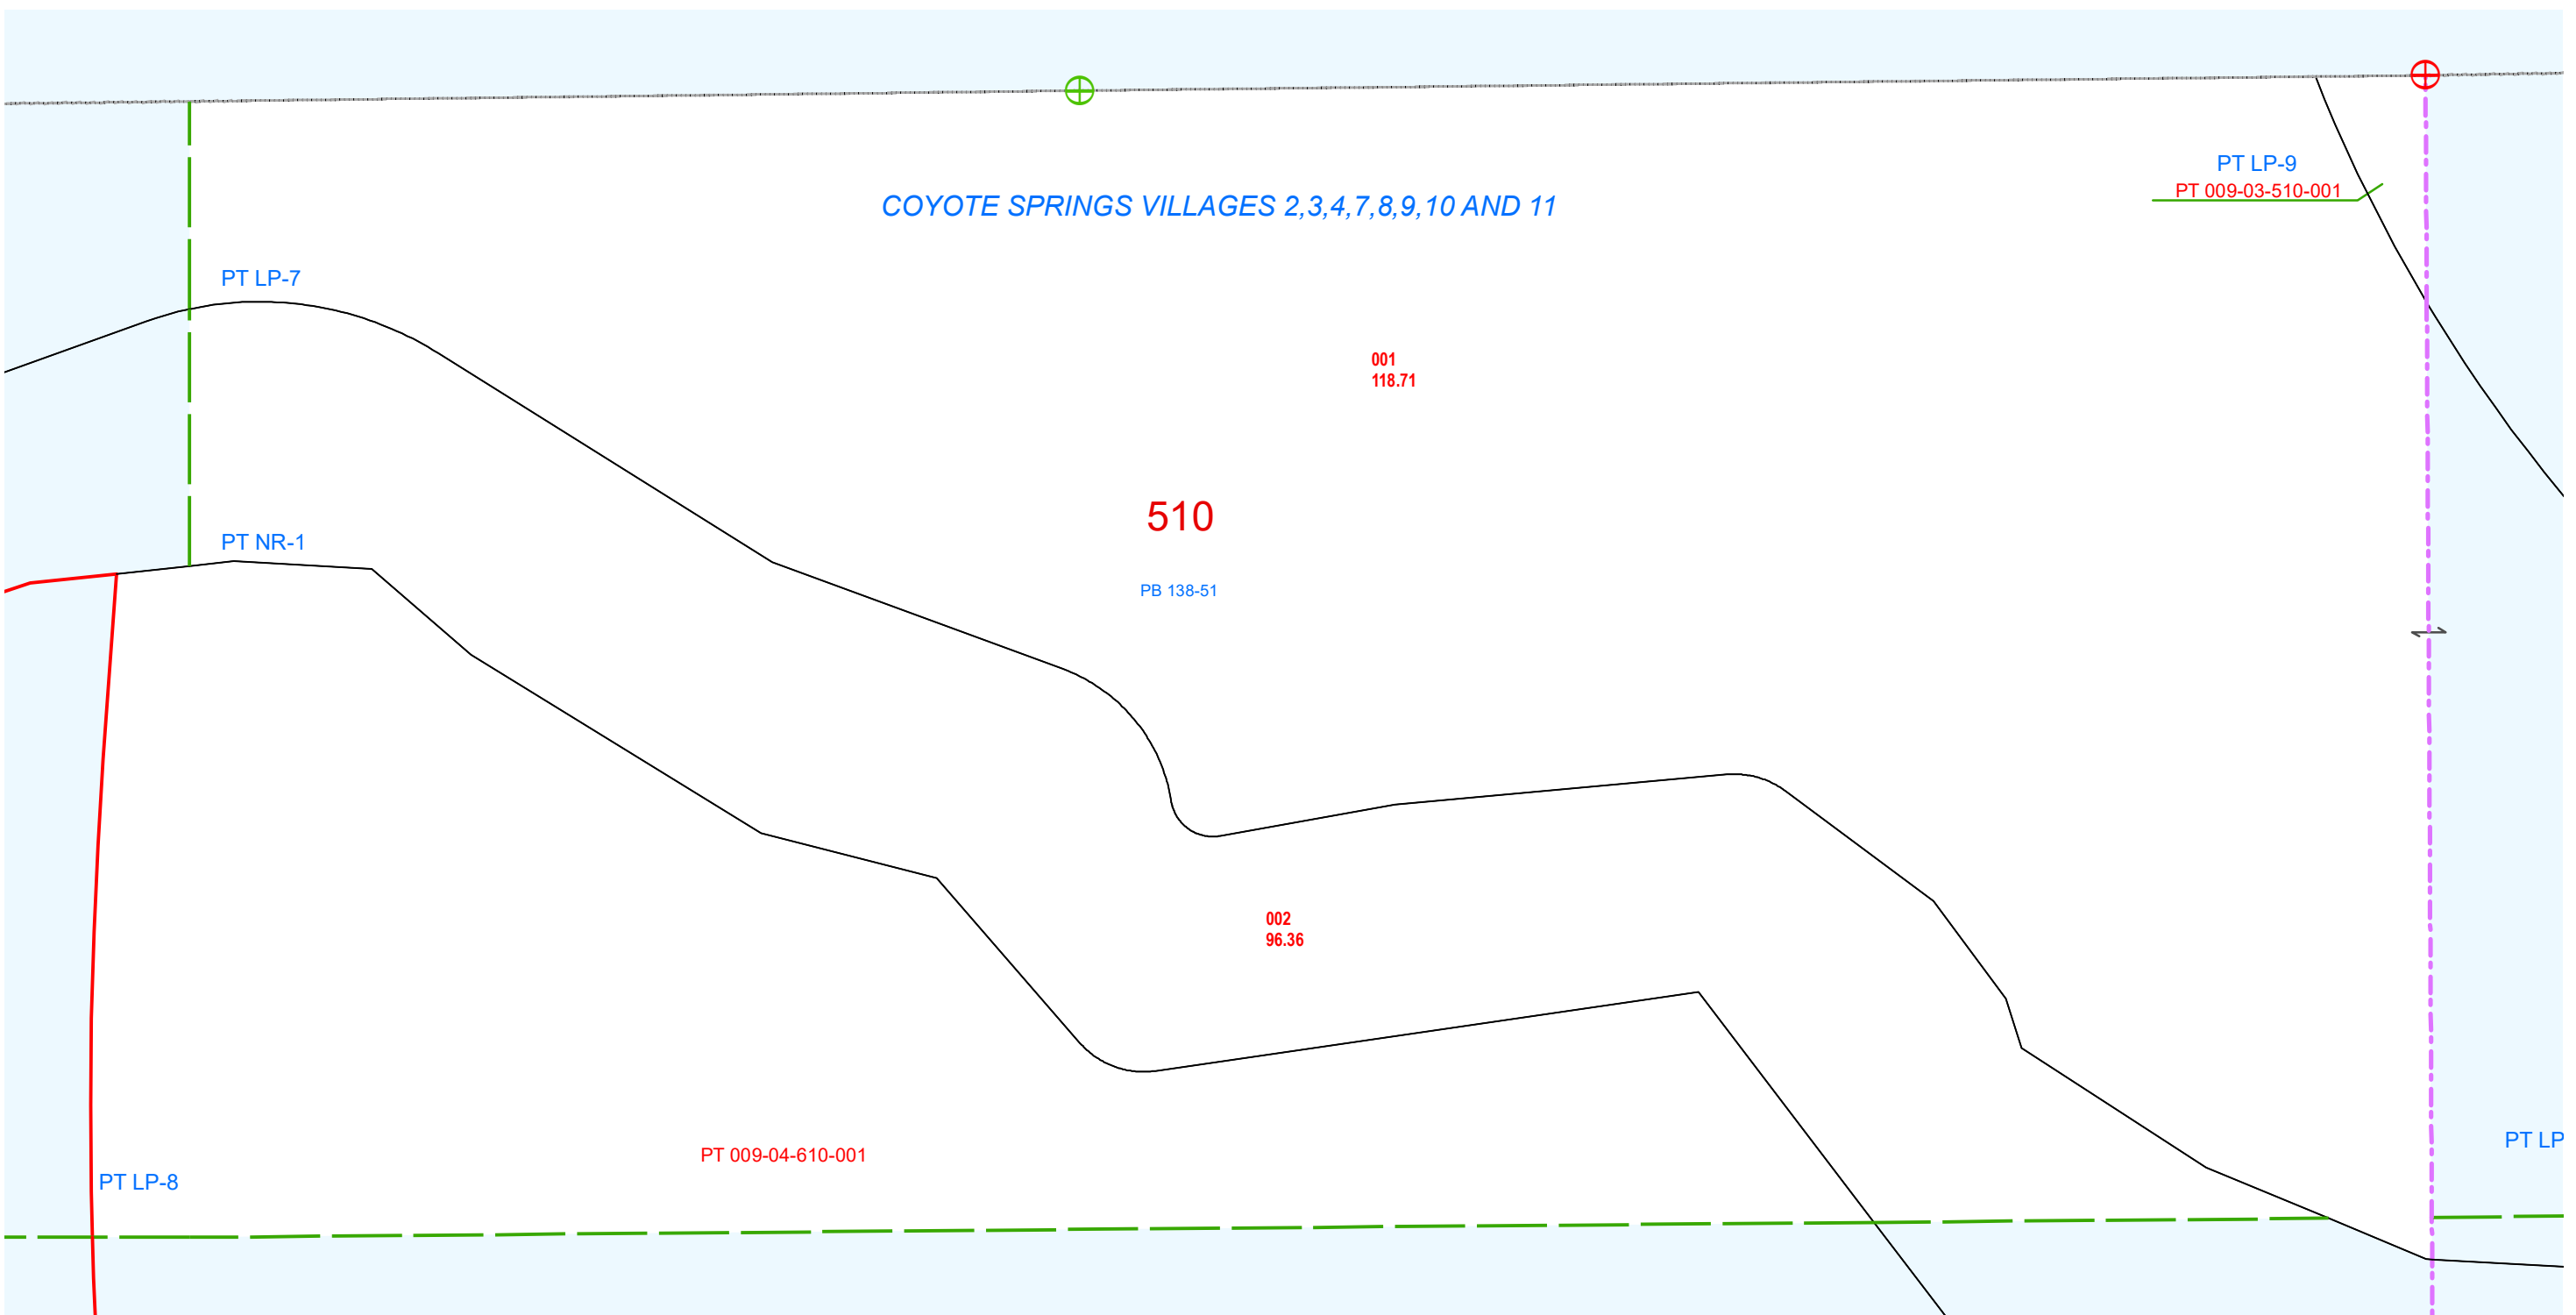 PT LP-9
PT 009-03-510-001
COYOTE SPRINGS VILLAGES 2,3,4,7,8,9,10 AND 11
PT LP-7
001
118.71
510
PT NR-1
PB 138-51
002
96.36
PT LP
PT 009-04-610-001
PT LP-8